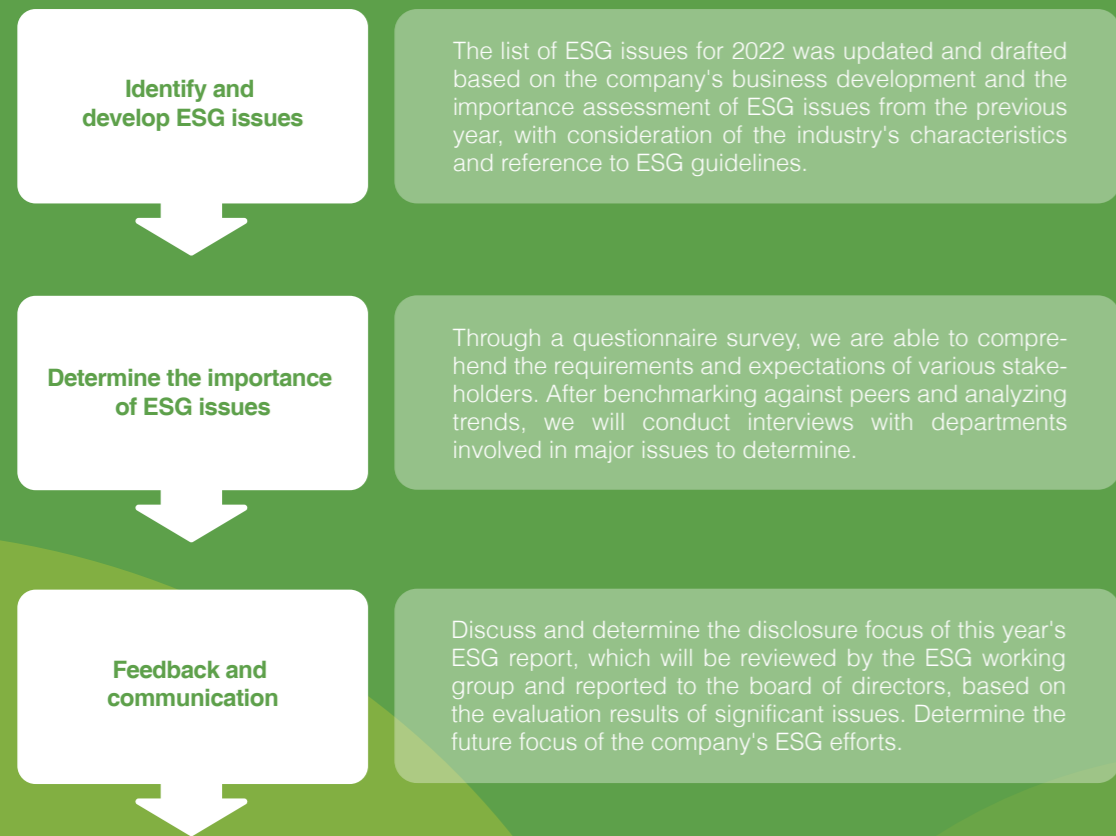 Identify and
develop ESG issues
The list of ESG issues for 2022 was updated and drafted
based on the company's business development and the
importance assessment of ESG issues from the previous
year, with consideration of the industry's characteristics
and reference to ESG guidelines.
Determine the importance
of ESG issues
Through a questionnaire survey, we are able to compre-
hend the requirements and expectations of various stake-
holders. After benchmarking against peers and analyzing
trends, we will conduct interviews with departments
involved in major issues to determine.
Feedback and
communication
Discuss and determine the disclosure focus of this year's
ESG report, which will be reviewed by the ESG working
group and reported to the board of directors, based on
the evaluation results of significant issues. Determine the
future focus of the company's ESG efforts.